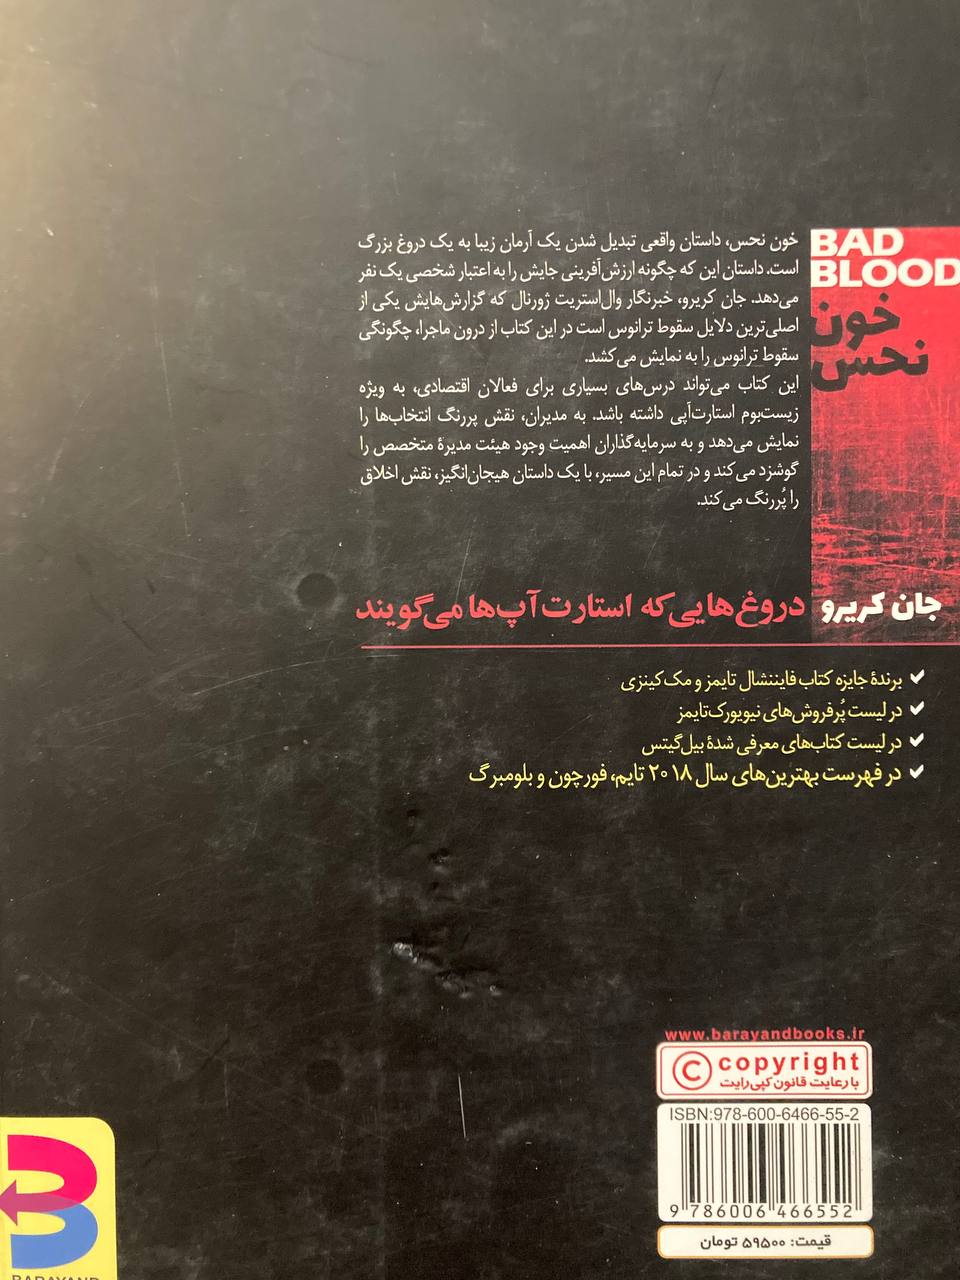 BAD
BLOOD
خون
نحس
خون نحس، داستان واقعی تبدیل شدن یک آرمان زیبا به یک دروغ بزرگ
است. داستان این که چگونه ارزش‌آفرینی جایش را به اعتبار شخصی یک نفر
می‌دهد. جان کریرو، خبرنگار وال‌استریت ژورنال که گزارش‌هایش یکی از
اصلی‌ترین دلایل سقوط ترانوس است در این کتاب از درون ماجرا، چگونگی
سقوط ترانوس را به نمایش می‌کشد.
این کتاب می‌تواند درس‌های بسیاری برای فعالان اقتصادی، به ویژه
زیست‌بوم استارت‌آپی داشته باشد. به مدیران، نقش پررنگ انتخاب‌ها را
نمایش می‌دهد و به سرمایه‌گذاران اهمیت وجود هیئت مدیرهٔ متخصص را
گوشزد می‌کند و در تمام این مسیر، با یک داستان هیجان‌انگیز، نقش اخلاق
را پُررنگ می‌کند.
جان کریرو دروغ‌هایی که استارت‌آپ‌ها می‌گویند
برندهٔ جایزه کتاب فایننشال تایمز و مک‌کینزی
در لیست پُرفروش‌های نیویورک‌تایمز
در لیست کتاب‌های معرفی شدهٔ بیل‌گیتس
در فهرست بهترین‌های سال ۲۰۱۸ تایم، فورچون و بلومبرگ
www.barayandbooks.ir
copyright
با رعایت قانون کپی‌رایت
ISBN:978-600-6466-55-2
9 786006 466552
قیمت: ۵۹۵۰۰ تومان
BARAYAND